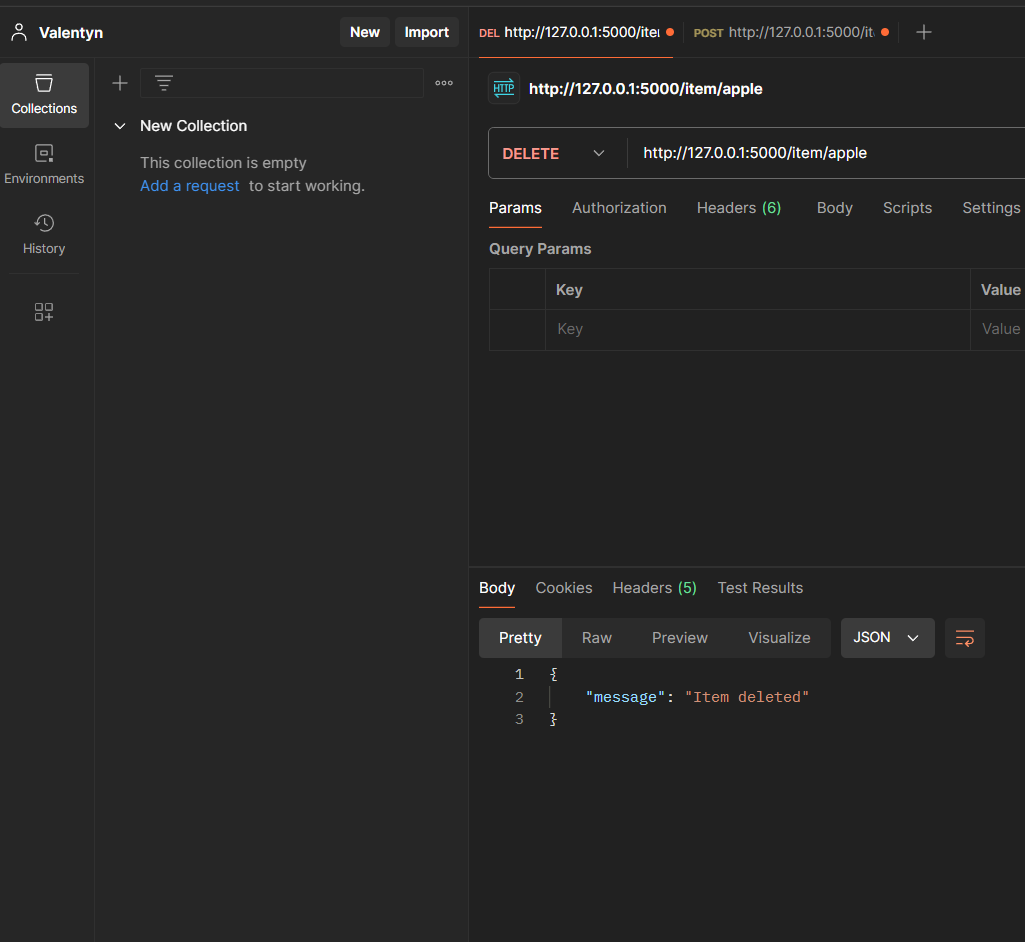 Valentyn
New
Import
DEL http://127.0.0.1:5000/ite
POST http://127.0.0.1:5000/it
Collections
Environments
History
New Collection
This collection is empty
Add a request to start working.
HTTP
http://127.0.0.1:5000/item/apple
DELETE
http://127.0.0.1:5000/item/apple
Params
Authorization
Headers (6)
Body
Scripts
Settings
Query Params
Key
Value
Key
Value
Body
Cookies
Headers (5)
Test Results
Pretty
Raw
Preview
Visualize
JSON
1 {
2 "message": "Item deleted"
3 }